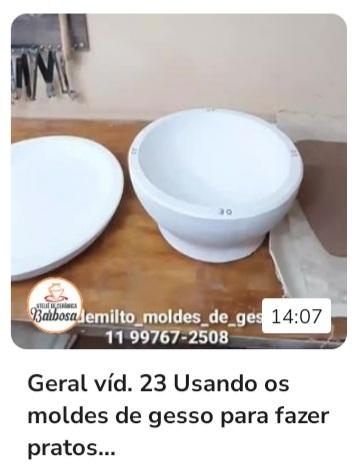 30
ATELIÊ DE CERÂMICA
Barbosa
lemilto_moldes_de_ges
14:07
11 99767-2508
Geral víd. 23 Usando os
moldes de gesso para fazer
pratos...